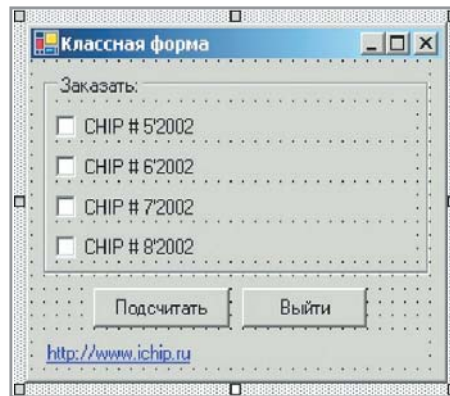 Классная форма
Заказать:
CHIP # 5'2002
CHIP # 6'2002
CHIP # 7'2002
CHIP # 8'2002
Подсчитать Выйти
http://www.ichip.ru